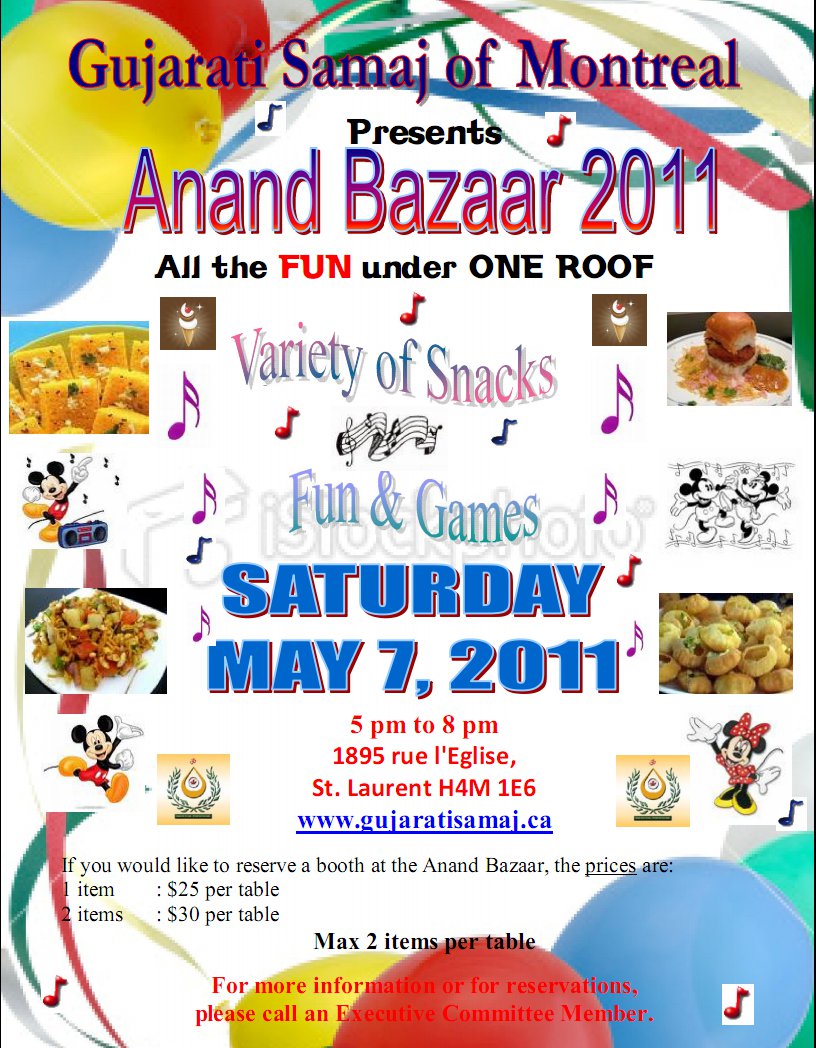 Gujarati Samaj of Montreal
Presents
Anand Bazaar 2011
All the FUN under ONE ROOF
Variety of Snacks
Fun & Games
iStockphoto
SATURDAY
MAY 7, 2011
5 pm to 8 pm
1895 rue l'Eglise,
St. Laurent H4M 1E6
www.gujaratisamaj.ca
If you would like to reserve a booth at the Anand Bazaar, the prices are:
1 item : $25 per table
2 items : $30 per table
Max 2 items per table
For more information or for reservations,
please call an Executive Committee Member.